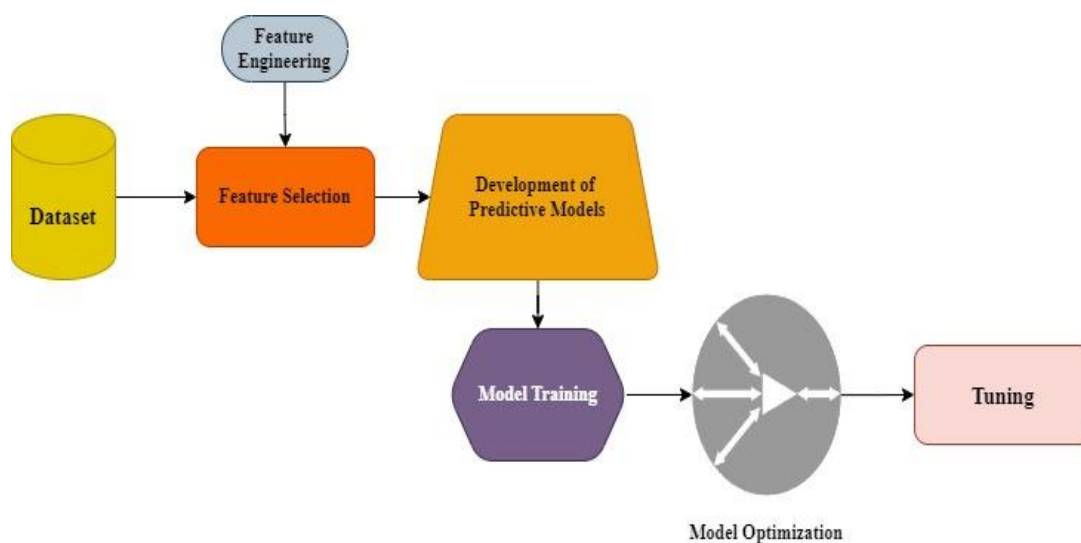 Feature
Engineering
Dataset
Feature Selection
Development of
Predictive Models
Model Training
Model Optimization
Tuning